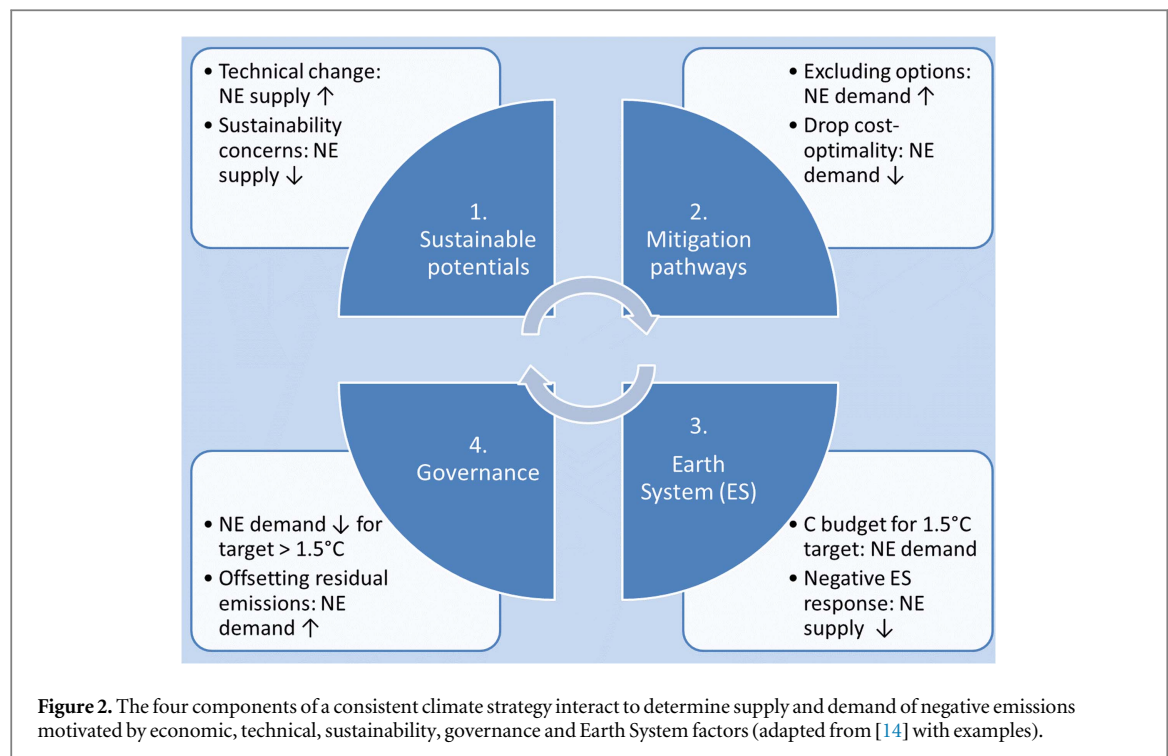 • Technical change:
NE supply ↑
• Sustainability
concerns: NE
supply ↓
• Excluding options:
NE demand ↑
• Drop cost-
optimality: NE
demand ↓
1.
Sustainable
potentials
2.
Mitigation
pathways
4.
Governance
3.
Earth
System (ES)
• NE demand ↓ for
target > 1.5°C
• Offsetting residual
emissions: NE
demand ↑
• C budget for 1.5°C
target: NE demand
• Negative ES
response: NE
supply ↓
Figure 2. The four components of a consistent climate strategy interact to determine supply and demand of negative emissions
motivated by economic, technical, sustainability, governance and Earth System factors (adapted from [14] with examples).